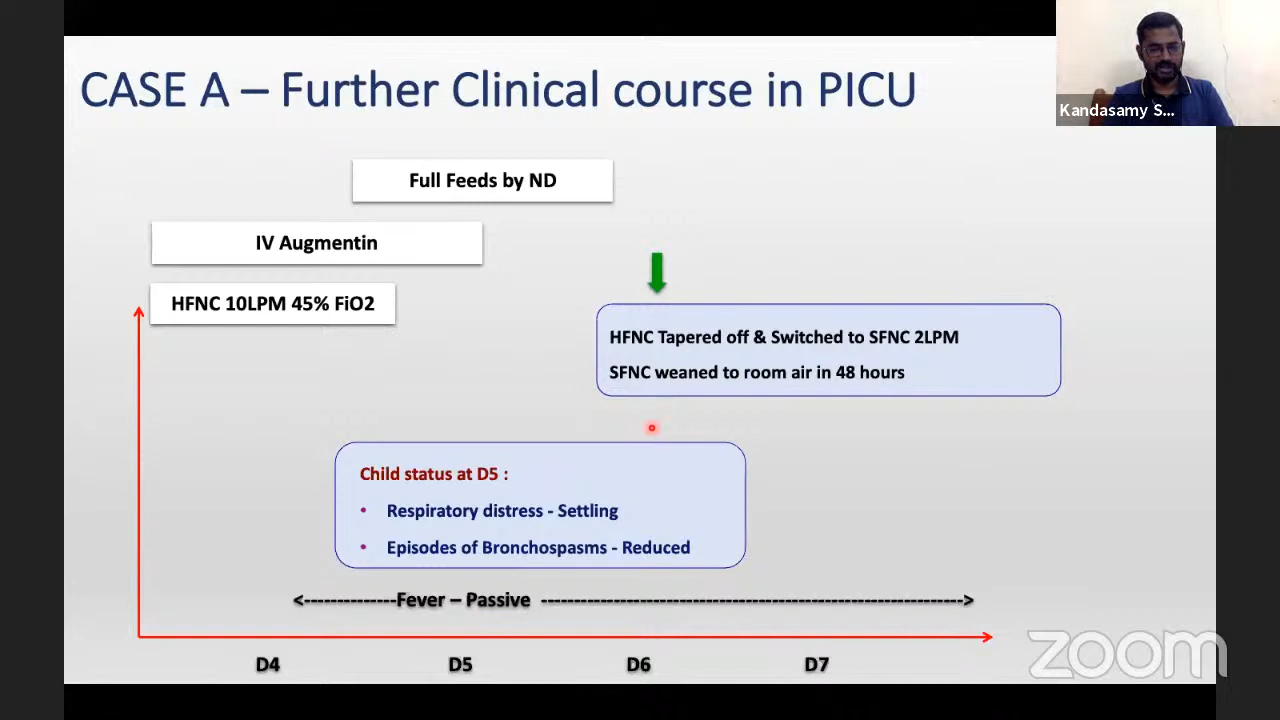 CASE A – Further Clinical course in PICU
Kandasamy S...
Full Feeds by ND
IV Augmentin
HFNC 10LPM 45% FiO2
HFNC Tapered off & Switched to SFNC 2LPM
SFNC weaned to room air in 48 hours
Child status at D5 :
• Respiratory distress - Settling
• Episodes of Bronchospasms - Reduced
<--------------Fever – Passive ------------------------------------------------------------------>
D4 D5 D6 D7
zoom